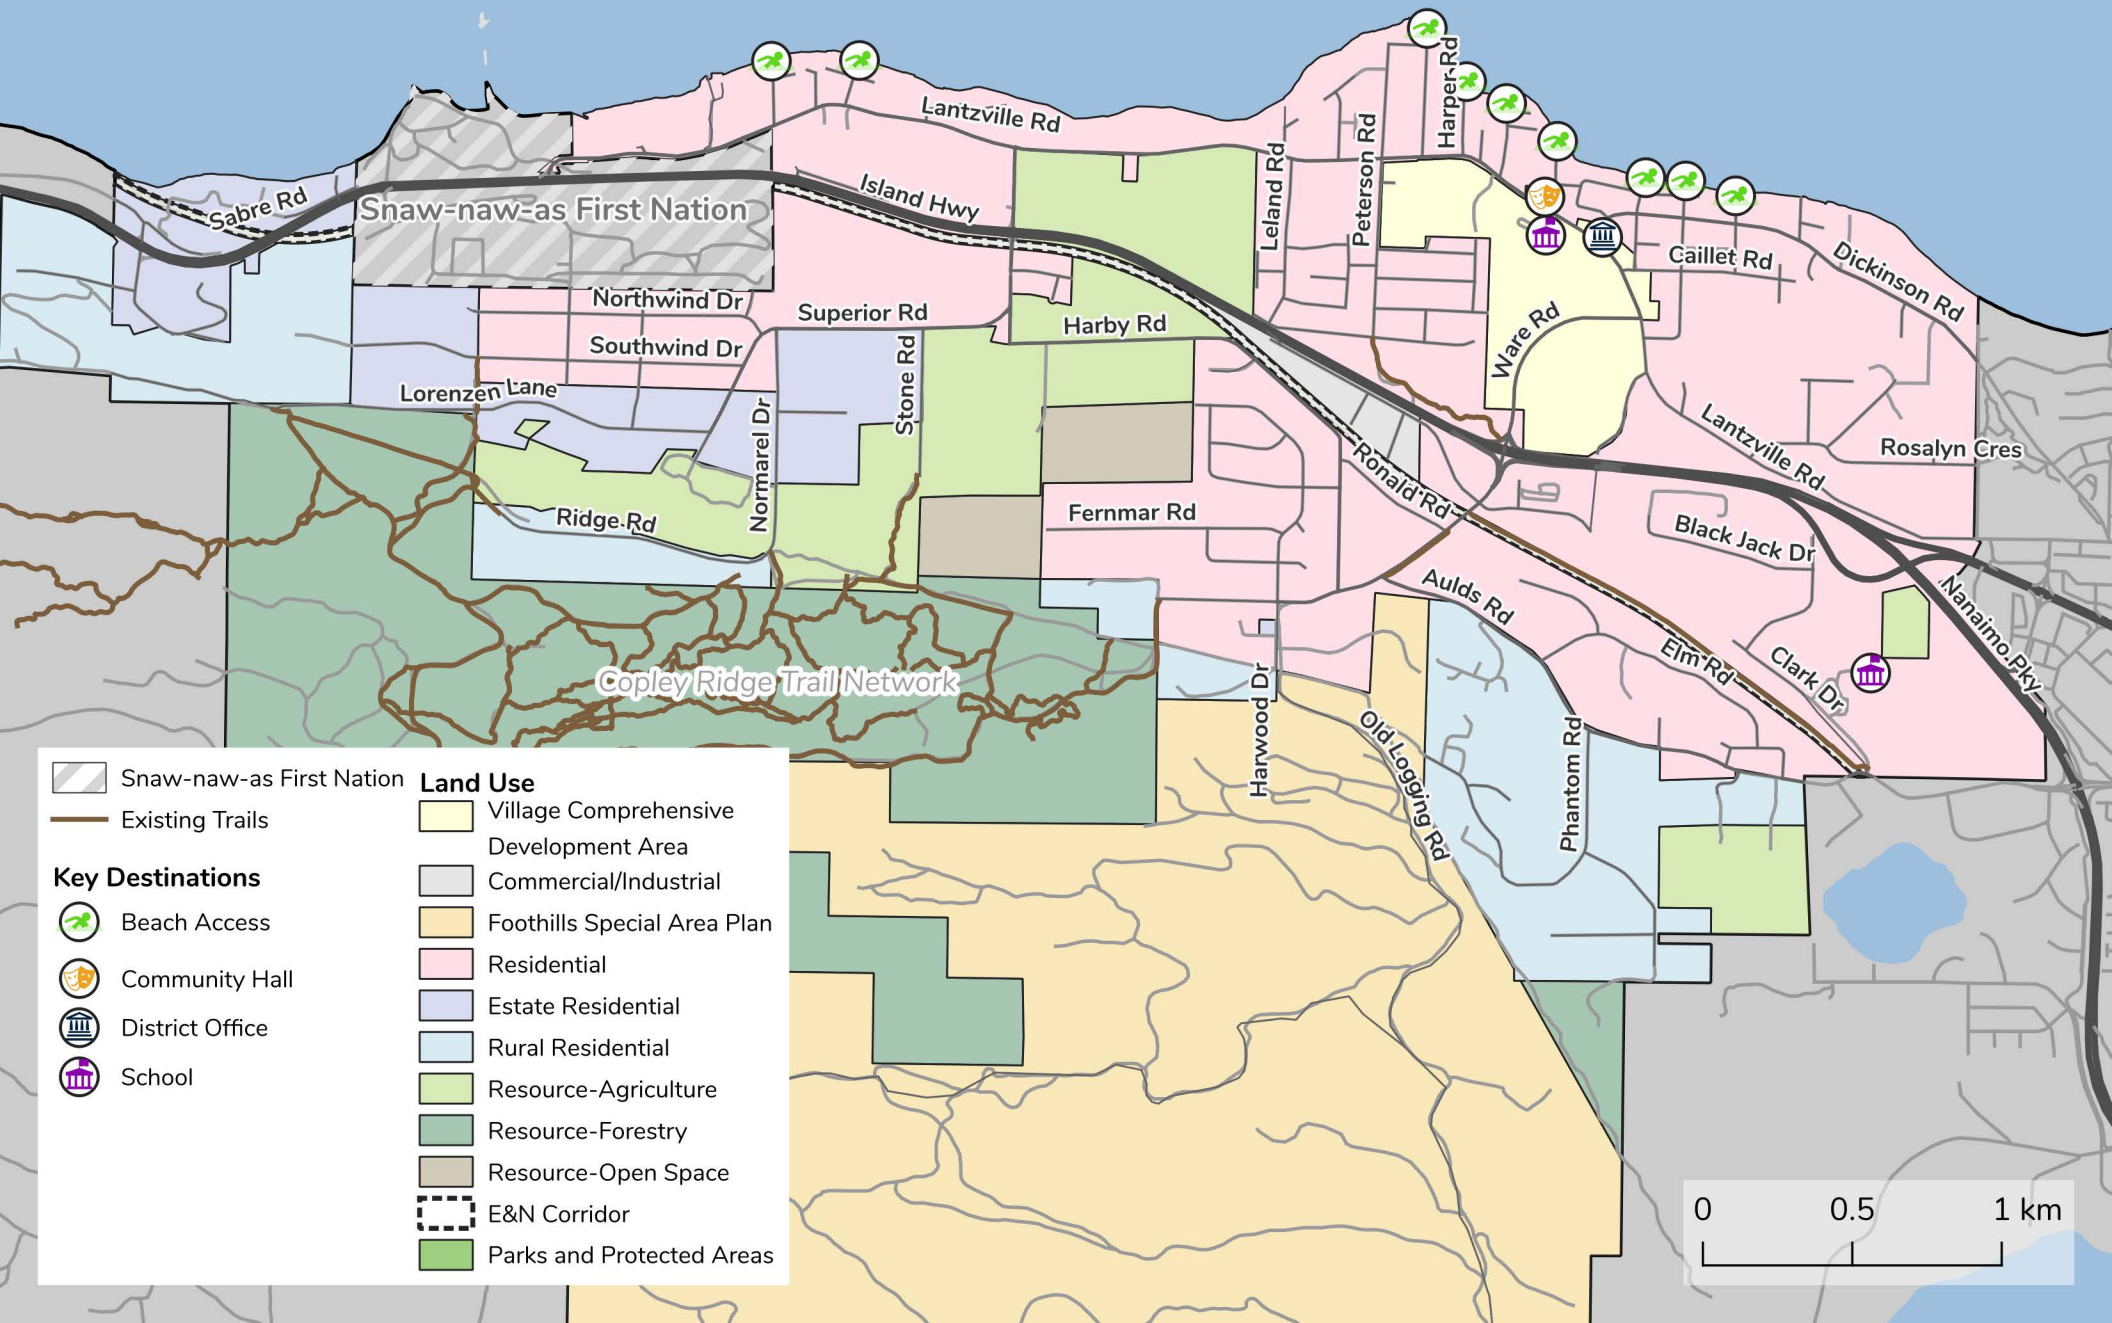 Harper Rd
Lantzville Rd
Peterson Rd
Leland Rd
Sabre Rd
Island Hwy
Snaw-naw-as First Nation
Caillet Rd
Dickinson Rd
Northwind Dr
Superior Rd
Harby Rd
Ware Rd
Southwind Dr
Stone Rd
Lorenzen Lane
Normarel Dr
Lantzville Rd
Rosalyn Cres
Ronald Rd
Ridge Rd
Fernmar Rd
Black Jack Dr
Aulds Rd
Nanaimo Pky
Elm Rd
Clark Dr
Copley Ridge Trail Network
Harwood Dr
Old Logging Rd
Phantom Rd
Snaw-naw-as First Nation
Existing Trails
Key Destinations
Beach Access
Community Hall
District Office
School
Land Use
Village Comprehensive
Development Area
Commercial/Industrial
Foothills Special Area Plan
Residential
Estate Residential
Rural Residential
Resource-Agriculture
Resource-Forestry
Resource-Open Space
E&N Corridor
Parks and Protected Areas
0 0.5 1 km